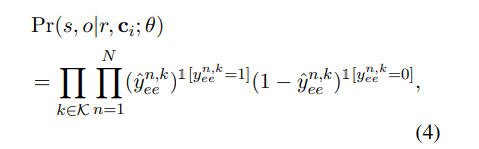 Pr(s, o|r, c_i; θ)
= ∏_{k∈𝒦} ∏_{n=1}^{N} (ŷ_{ee}^{n,k})^{𝟙[y_{ee}^{n,k}=1]} (1 − ŷ_{ee}^{n,k})^{𝟙[y_{ee}^{n,k}=0]},
(4)